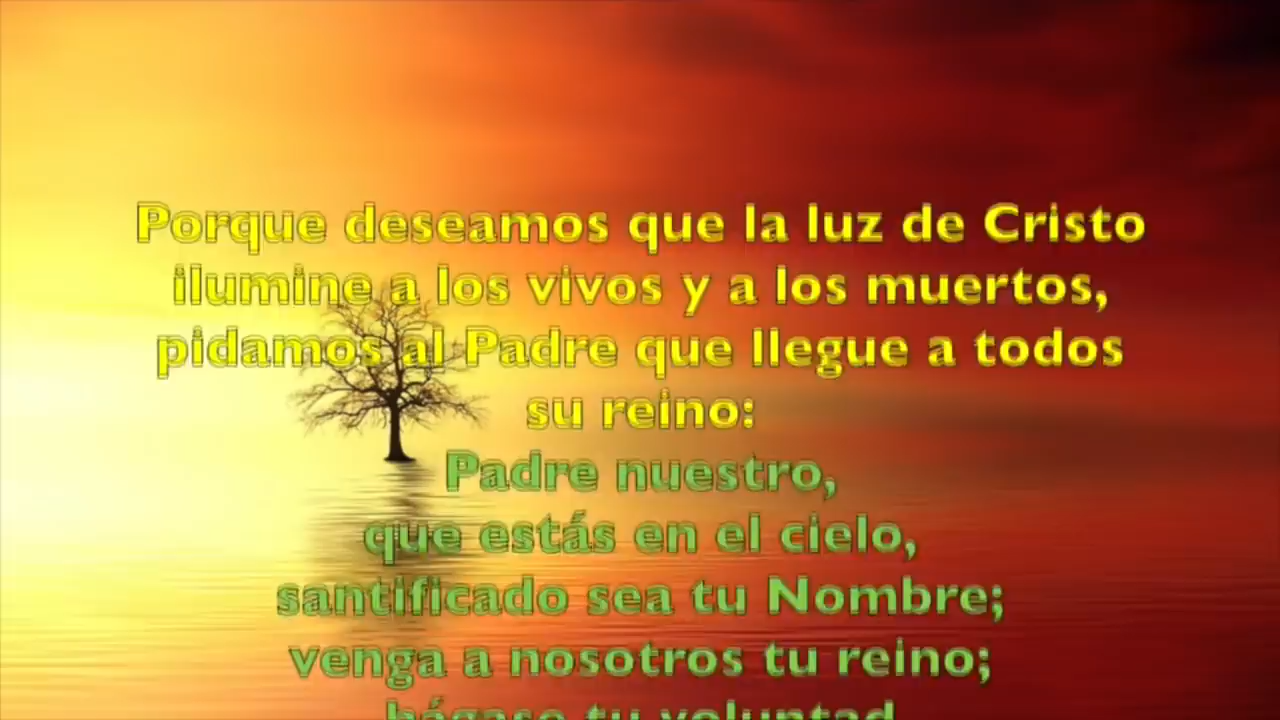 Porque deseamos que la luz de Cristo
ilumine a los vivos y a los muertos,
pidamos al Padre que llegue a todos
su reino:
Padre nuestro,
que estás en el cielo,
santificado sea tu Nombre;
venga a nosotros tu reino;
hágase tu voluntad